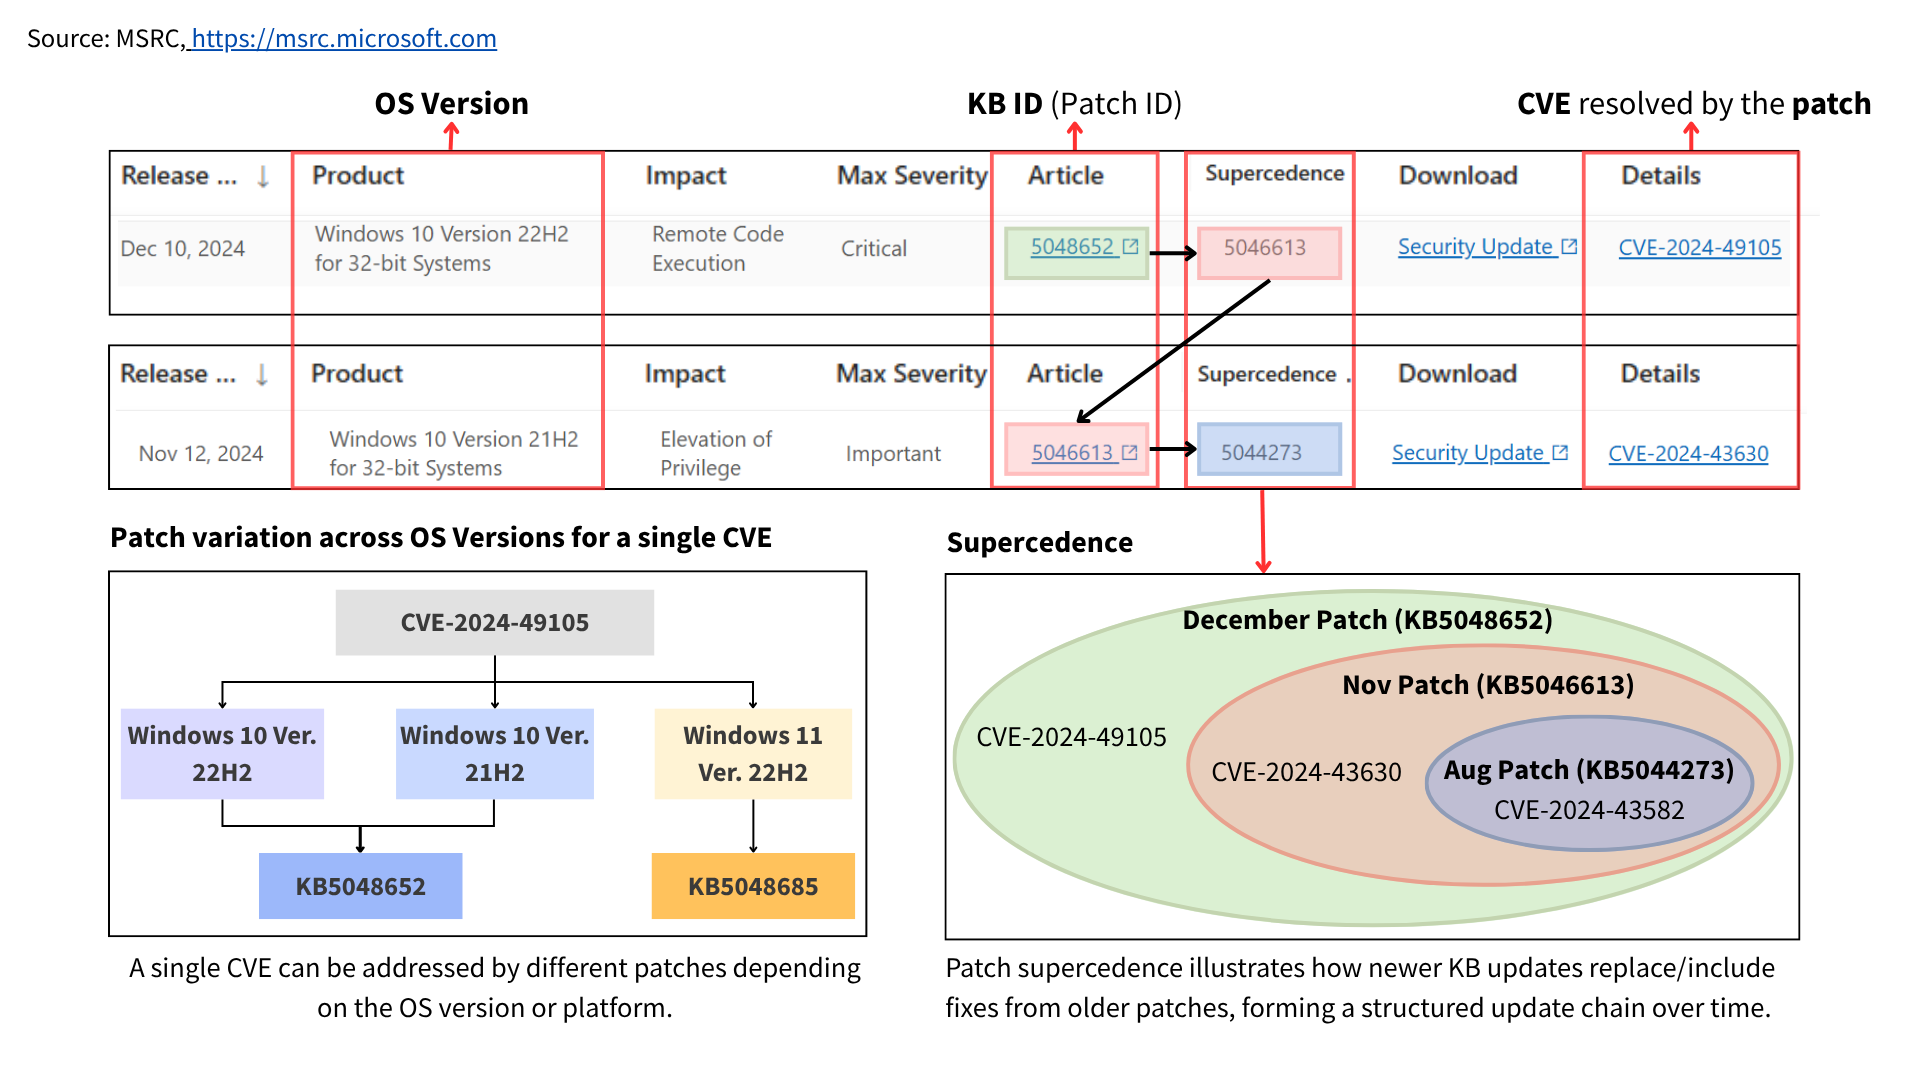 Source: MSRC, https://msrc.microsoft.com
OS Version
KB ID (Patch ID)
CVE resolved by the patch
Release ... ↓ Product Impact Max Severity Article Supercedence Download Details
Dec 10, 2024
Windows 10 Version 22H2
for 32-bit Systems
Remote Code
Execution
Critical
5048652
5046613
Security Update
CVE-2024-49105
Release ... ↓ Product Impact Max Severity Article Supercedence . Download Details
Nov 12, 2024
Windows 10 Version 21H2
for 32-bit Systems
Elevation of
Privilege
Important
5046613
5044273
Security Update
CVE-2024-43630
Patch variation across OS Versions for a single CVE
CVE-2024-49105
Windows 10 Ver.
22H2
Windows 10 Ver.
21H2
Windows 11
Ver. 22H2
KB5048652
KB5048685
A single CVE can be addressed by different patches depending
on the OS version or platform.
Supercedence
December Patch (KB5048652)
Nov Patch (KB5046613)
CVE-2024-49105
CVE-2024-43630
Aug Patch (KB5044273)
CVE-2024-43582
Patch supercedence illustrates how newer KB updates replace/include
fixes from older patches, forming a structured update chain over time.